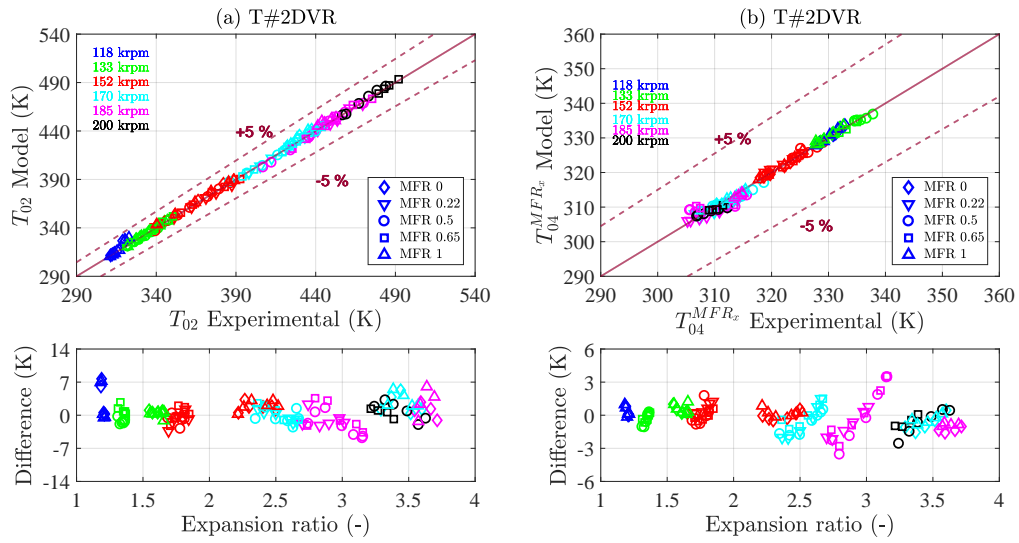 (a) T#2DVR
540
490
440
390
340
290
T02 Model (K)
118 krpm
133 krpm
152 krpm
170 krpm
185 krpm
200 krpm
+5 %
-5 %
MFR 0
MFR 0.22
MFR 0.5
MFR 0.65
MFR 1
290 340 390 440 490 540
T02 Experimental (K)
14
7
0
-7
-14
Difference (K)
1 1.5 2 2.5 3 3.5 4
Expansion ratio (-)
(b) T#2DVR
360
350
340
330
320
310
300
290
T04^MFRx Model (K)
118 krpm
133 krpm
152 krpm
170 krpm
185 krpm
200 krpm
+5 %
-5 %
MFR 0
MFR 0.22
MFR 0.5
MFR 0.65
MFR 1
290 300 310 320 330 340 350 360
T04^MFRx Experimental (K)
6
3
0
-3
-6
Difference (K)
1 1.5 2 2.5 3 3.5 4
Expansion ratio (-)